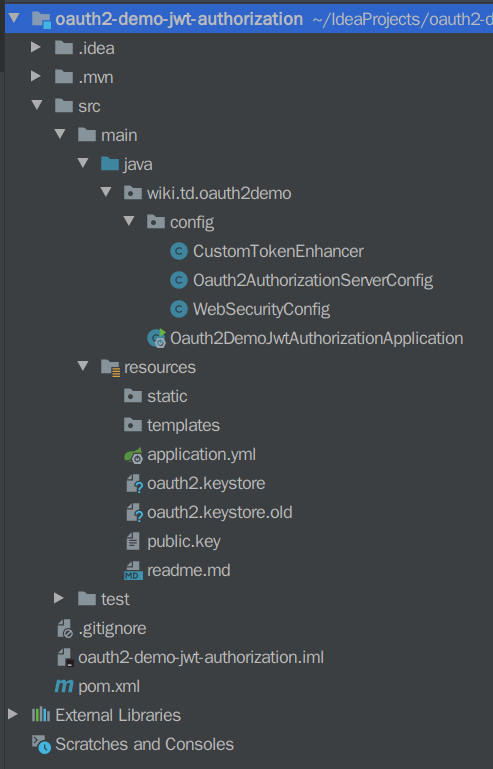 oauth2-demo-jwt-authorization ~/IdeaProjects/oauth2-d
.idea
.mvn
src
main
java
wiki.td.oauth2demo
config
CustomTokenEnhancer
Oauth2AuthorizationServerConfig
WebSecurityConfig
Oauth2DemoJwtAuthorizationApplication
resources
static
templates
application.yml
oauth2.keystore
oauth2.keystore.old
public.key
MD readme.md
test
.gitignore
oauth2-demo-jwt-authorization.iml
m pom.xml
External Libraries
Scratches and Consoles